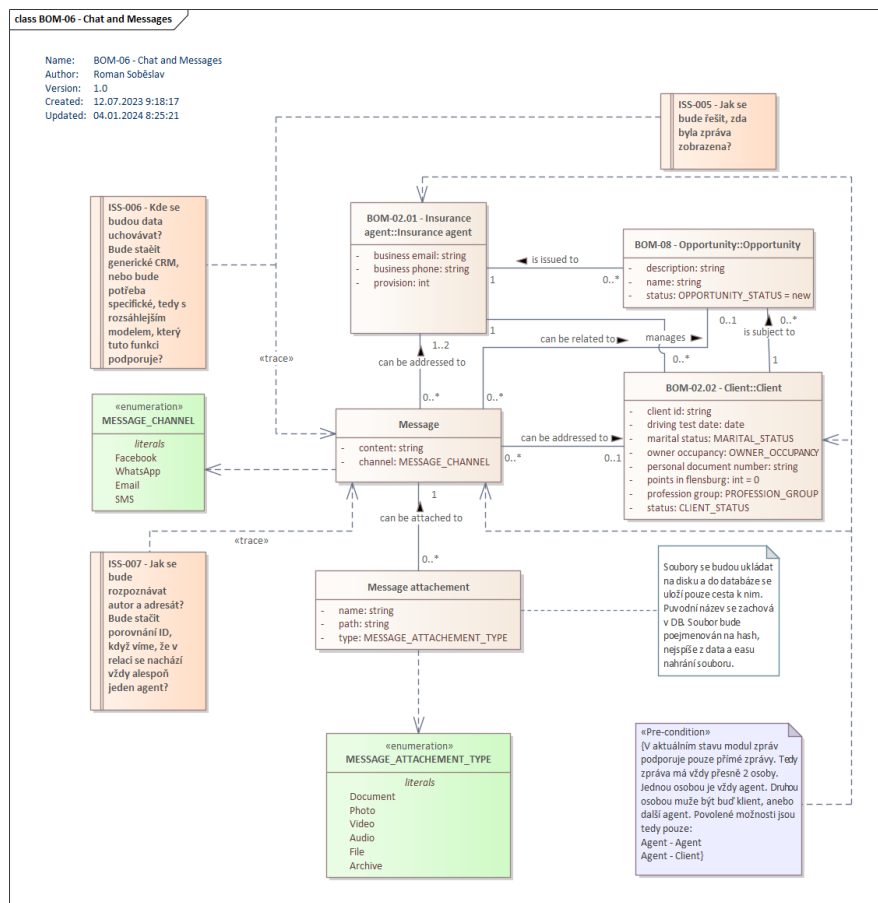 class BOM-06 - Chat and Messages
Name: BOM-06 - Chat and Messages
Author: Roman Soběslav
Version: 1.0
Created: 12.07.2023 9:18:17
Updated: 04.01.2024 8:25:21
ISS-005 - Jak se
bude řešit, zda
byla zpráva
zobrazena?
ISS-006 - Kde se
budou data
uchovávat?
Bude staèit
generické CRM,
nebo bude
potřeba
specifické, tedy s
rozsáhlejším
modelem, který
tuto funkci
podporuje?
BOM-02.01 - Insurance
agent::Insurance agent
- business email: string
- business phone: string
- provision: int
BOM-08 - Opportunity::Opportunity
- description: string
- name: string
- status: OPPORTUNITY_STATUS = new
is issued to
1
0..*
1
1..2
can be related to
manages
0..1
0..*
is subject to
«trace»
can be addressed to
0..*
1
0..*
0..*
«enumeration»
MESSAGE_CHANNEL
literals
Facebook
WhatsApp
Email
SMS
Message
- content: string
- channel: MESSAGE_CHANNEL
can be addressed to
0..*
0..1
BOM-02.02 - Client::Client
- client id: string
- driving test date: date
- marital status: MARITAL_STATUS
- owner occupancy: OWNER_OCCUPANCY
- personal document number: string
- points in flensburg: int = 0
- profession group: PROFESSION_GROUP
- status: CLIENT_STATUS
1
can be attached to
0..*
«trace»
ISS-007 - Jak se
bude
rozpoznávat
autor a adresát?
Bude stačit
porovnání ID,
když víme, že v
relaci se nachází
vždy alespoň
jeden agent?
Message attachement
- name: string
- path: string
- type: MESSAGE_ATTACHEMENT_TYPE
Soubory se budou ukládat
na disku a do databáze se
uloží pouze cesta k nim.
Puvodní název se zachová
v DB. Soubor bude
poejmenován na hash,
nejspíše z data a easu
nahrání souboru.
«enumeration»
MESSAGE_ATTACHEMENT_TYPE
literals
Document
Photo
Video
Audio
File
Archive
«Pre-condition»
{V aktuálním stavu modul zpráv
podporuje pouze přímé zprávy. Tedy
zpráva má vždy přesně 2 osoby.
Jednou osobou je vždy agent. Druhou
osobou muže být buď klient, anebo
další agent. Povolené možnosti jsou
tedy pouze:
Agent - Agent
Agent - Client}